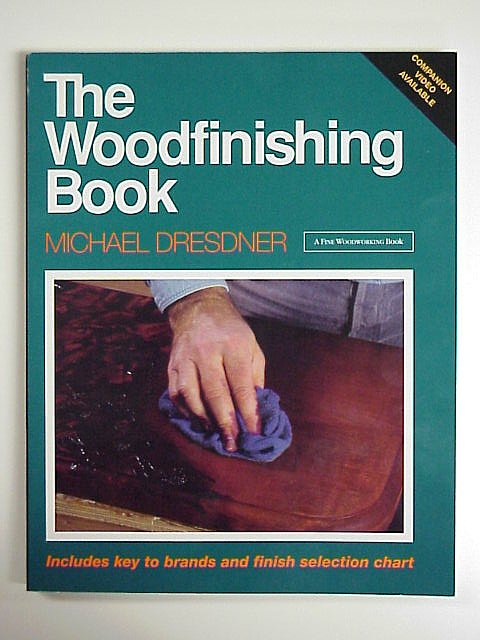 COMPANION
VIDEO
AVAILABLE
The
Woodfinishing
Book
MICHAEL DRESDNER
A FINE WOODWORKING BOOK
Includes key to brands and finish selection chart